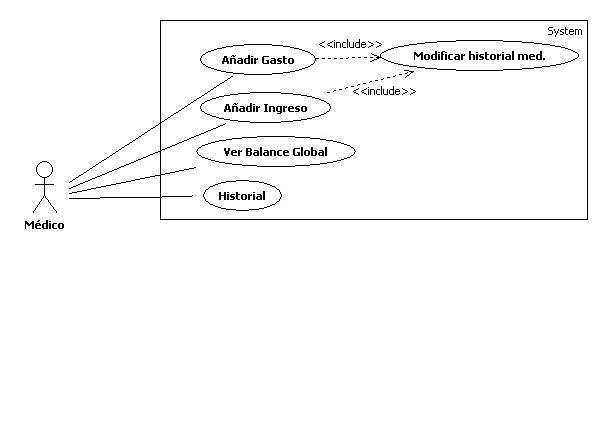 System
<<include>>
Añadir Gasto
Modificar historial med.
<<include>>
Añadir Ingreso
Ver Balance Global
Historial
Médico